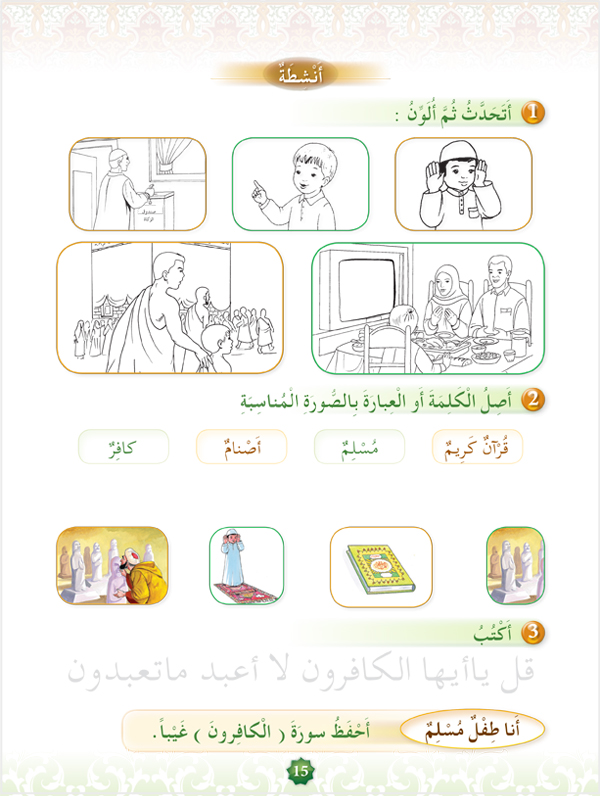 أَنْشِطَةٌ
1 أَتَحَدَّثُ ثُمَّ أُلَوِّنُ :
صندوق
الزكاة
2 أَصِلُ الْكَلِمَةَ أَو الْعِبارَةَ بِالصُّورَةِ الْمُناسِبَةِ
قُرْآنٌ كَرِيمٌ
مُسْلِمٌ
أَصْنامٌ
كافِرٌ
3 أَكْتُبُ
قل ياأيها الكافرون لا أعبد ماتعبدون
أَنا طِفْلٌ مُسْلِمٌ
أَحْفَظُ سورَةَ ( الْكافِرونَ ) غَيْباً.
15